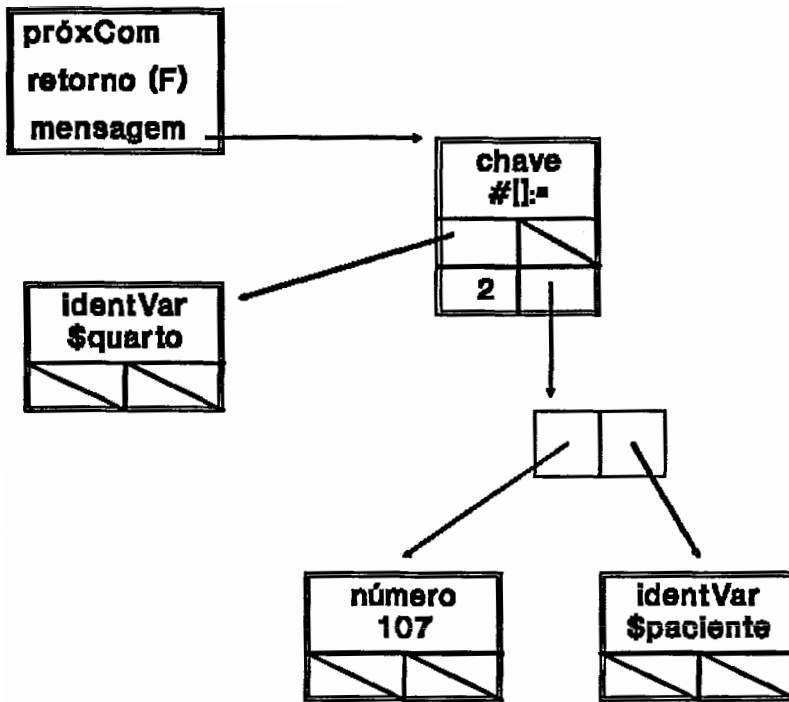 próxCom
retorno (F)
mensagem
chave
#[]:=
2
identVar
$quarto
número
107
identVar
$paciente